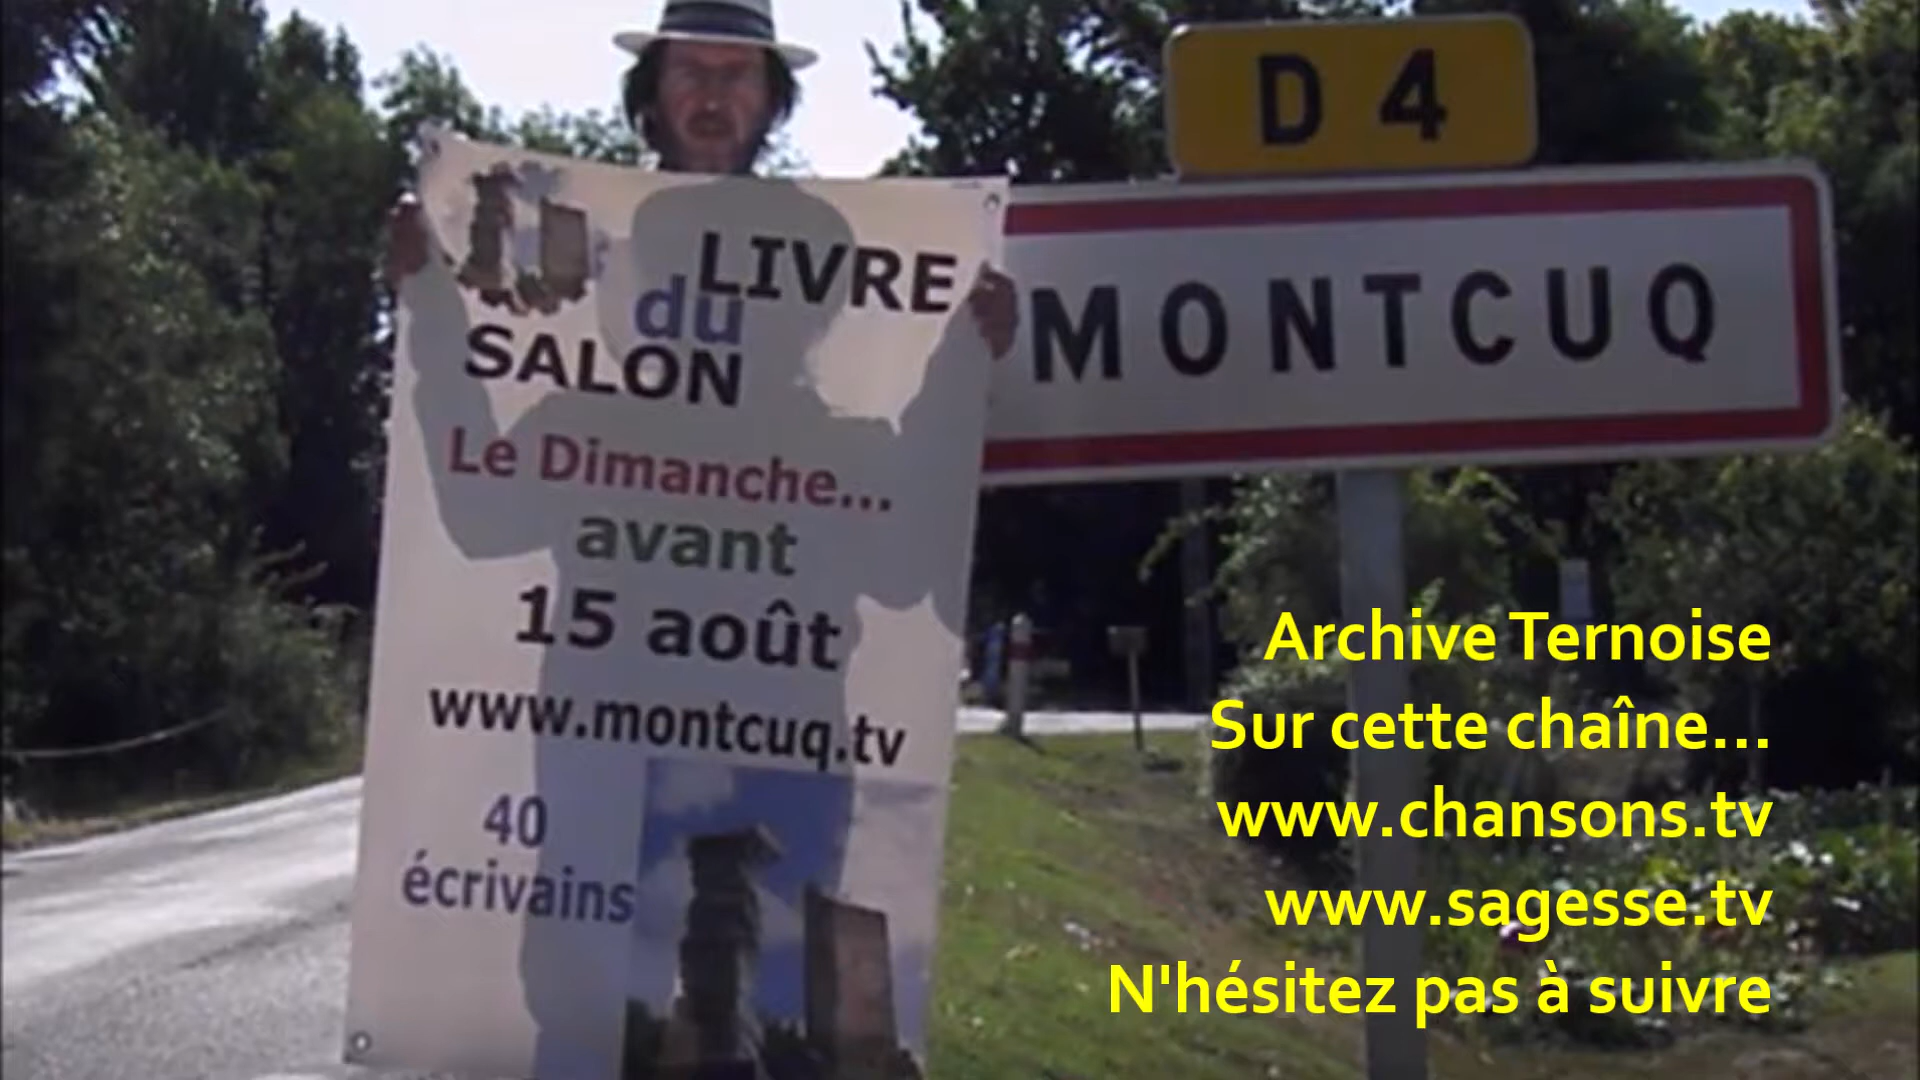 D 4
MONTCUQ
LIVRE
du
SALON
Le Dimanche...
avant
15 août
www.montcuq.tv
40
écrivains
Archive Ternoise
Sur cette chaîne...
www.chansons.tv
www.sagesse.tv
N'hésitez pas à suivre